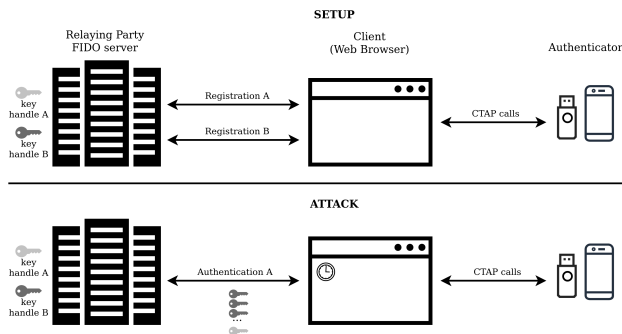 SETUP
Relaying Party
FIDO server
Client
(Web Browser)
Authenticator
key
handle A
key
handle B
Registration A
Registration B
CTAP calls
ATTACK
key
handle A
key
handle B
Authentication A
...
CTAP calls